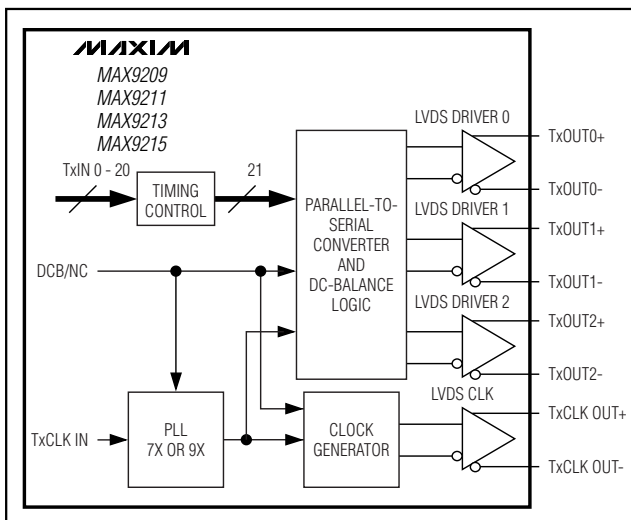 MAXIM
MAX9209
MAX9211
MAX9213
MAX9215
TxIN 0 - 20
21
TIMING
CONTROL
PARALLEL-TO-
SERIAL
CONVERTER
AND
DC-BALANCE
LOGIC
LVDS DRIVER 0
TxOUT0+
TxOUT0-
LVDS DRIVER 1
TxOUT1+
TxOUT1-
DCB/NC
LVDS DRIVER 2
TxOUT2+
TxOUT2-
TxCLK IN
PLL
7X OR 9X
CLOCK
GENERATOR
LVDS CLK
TxCLK OUT+
TxCLK OUT-